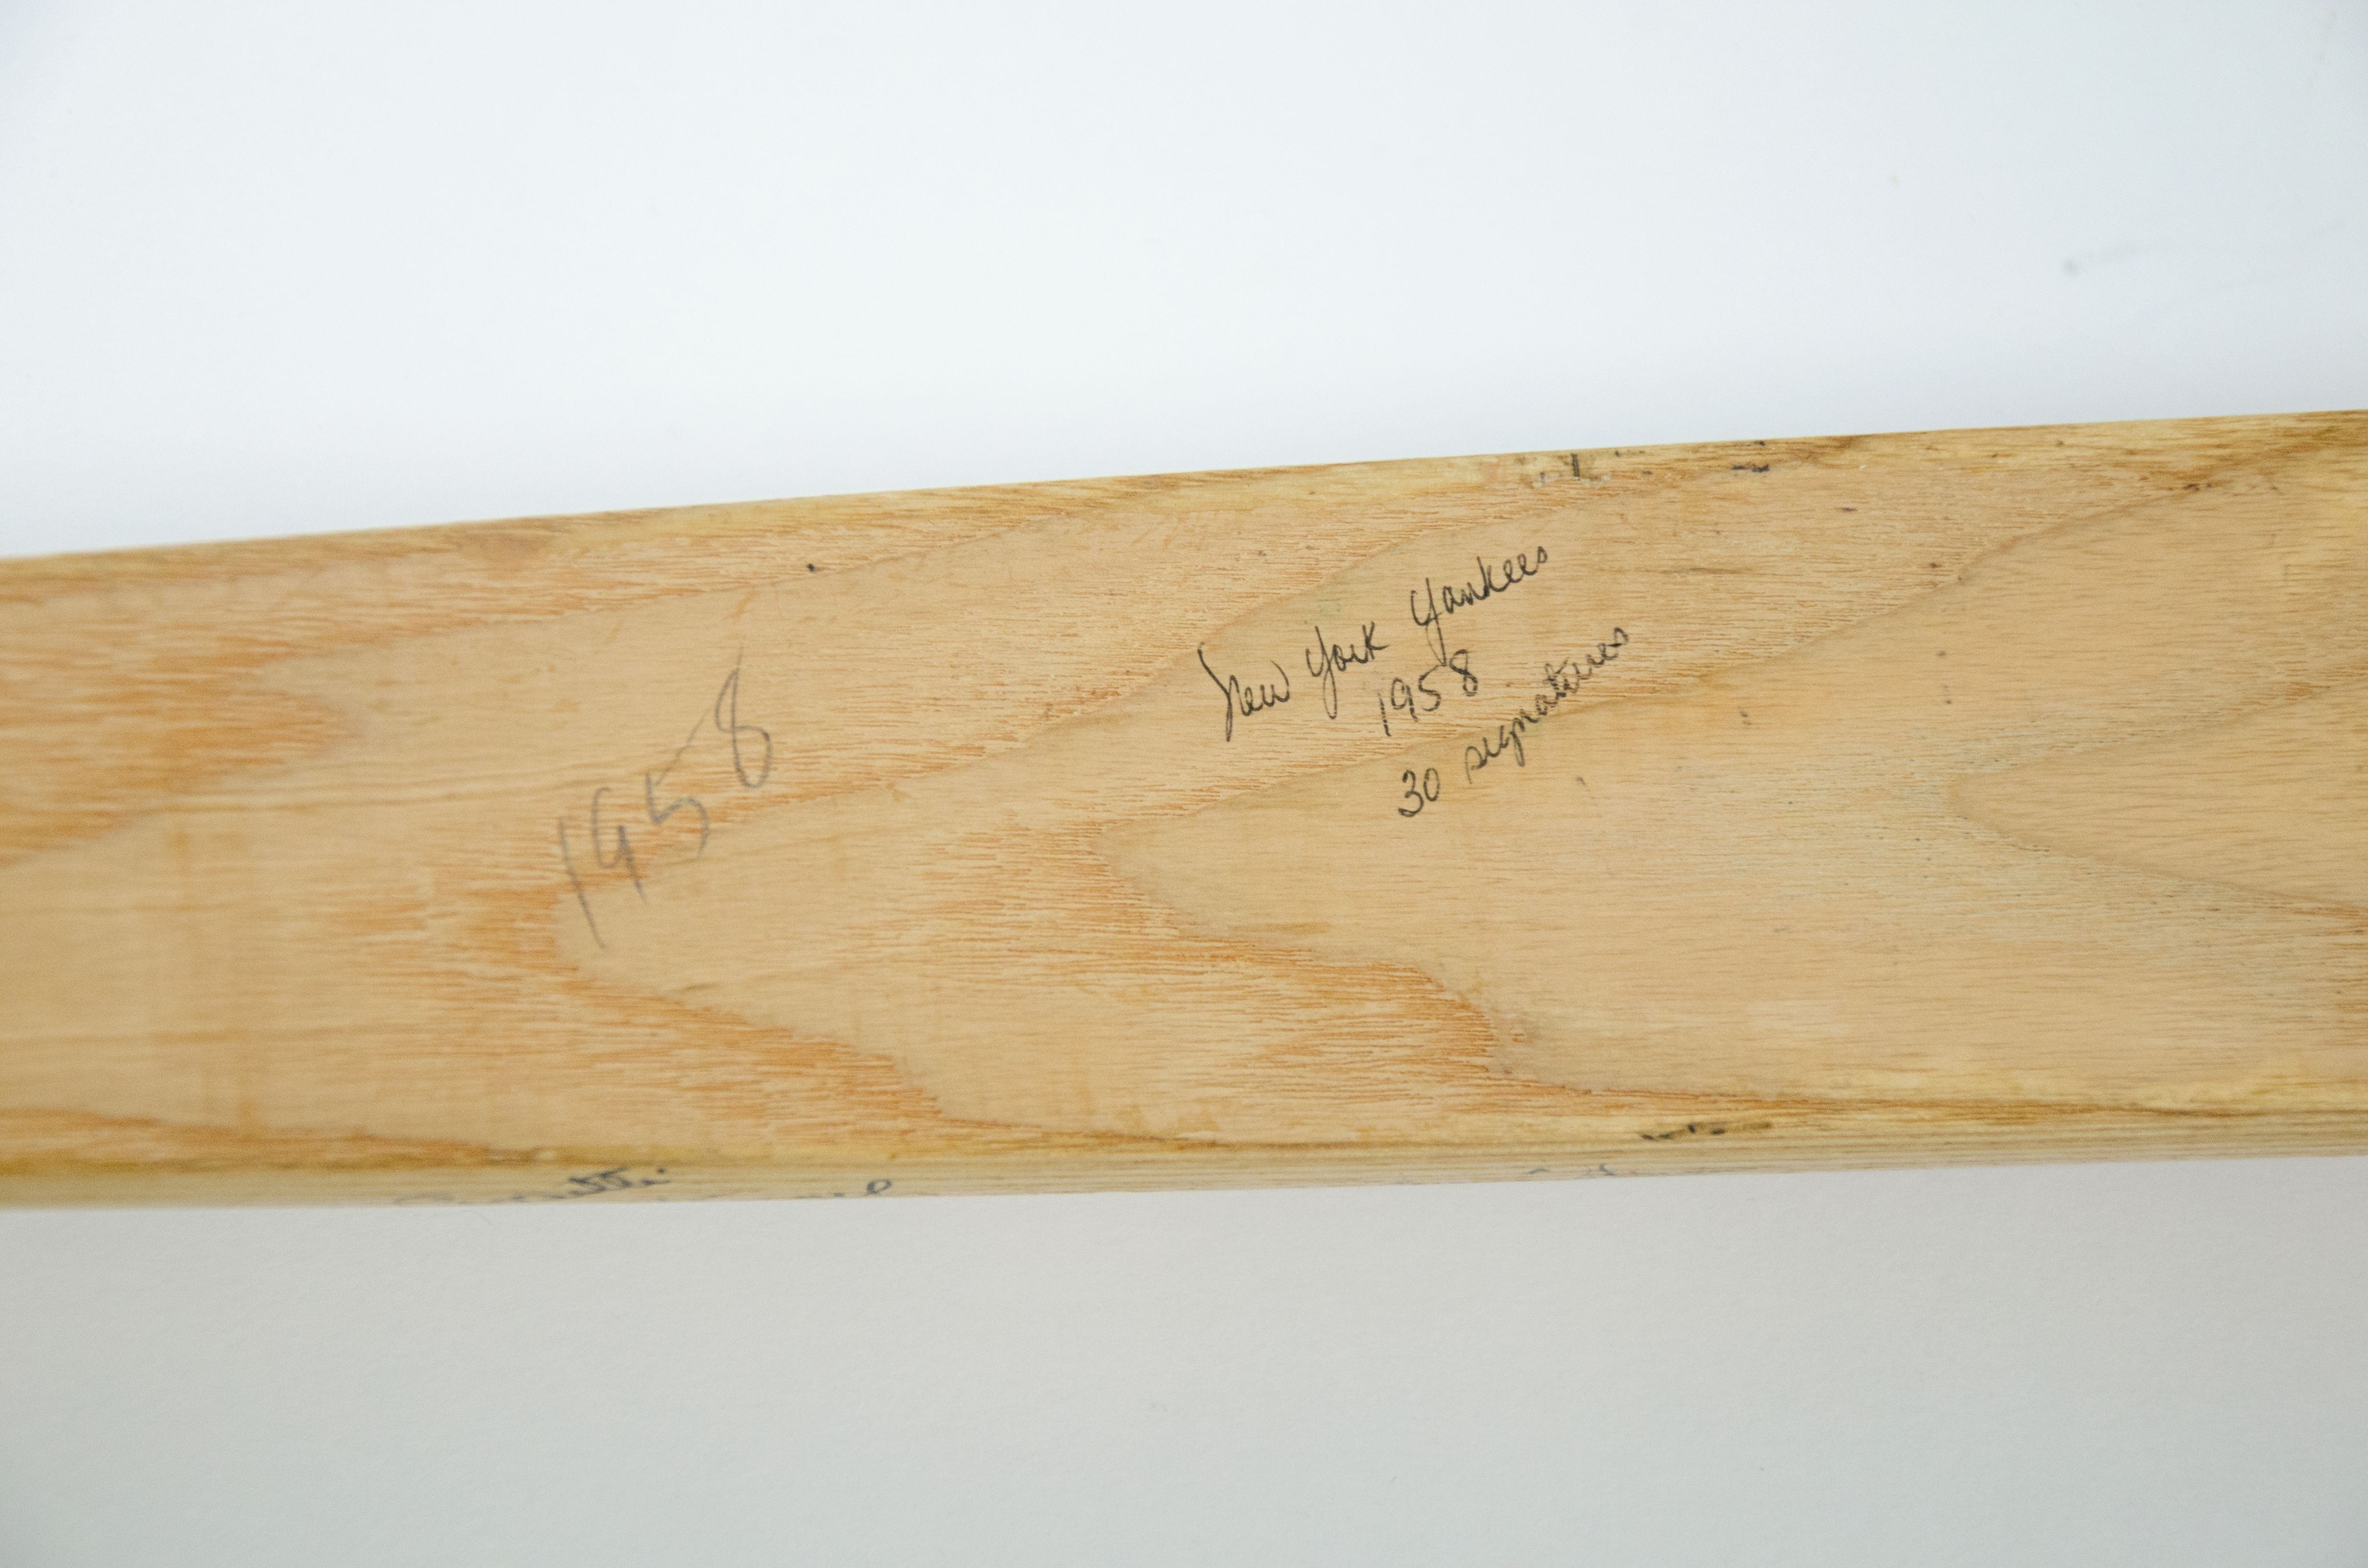 1958
New York Yankees
1958
30 signatures